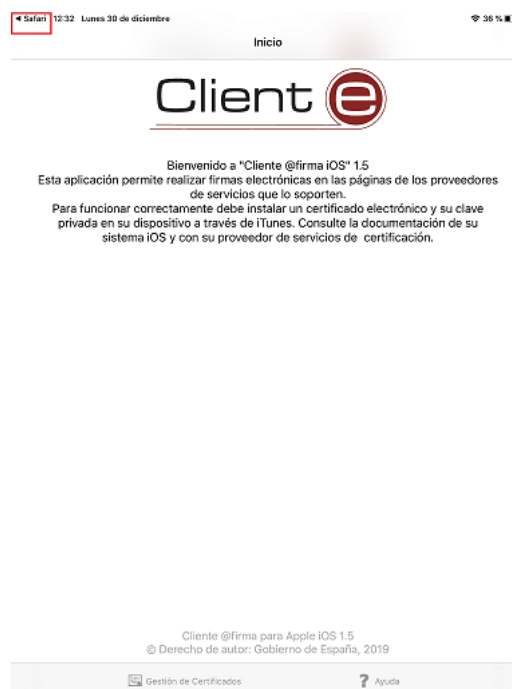 ◀ Safari 12:32 Lunes 30 de diciembre 36 %
Inicio
Cliente
Bienvenido a "Cliente @firma iOS" 1.5
Esta aplicación permite realizar firmas electrónicas en las páginas de los proveedores
de servicios que lo soporten.
Para funcionar correctamente debe instalar un certificado electrónico y su clave
privada en su dispositivo a través de iTunes. Consulte la documentación de su
sistema iOS y con su proveedor de servicios de certificación.
Cliente @firma para Apple iOS 1.5
© Derecho de autor: Gobierno de España, 2019
Gestión de Certificados ? Ayuda